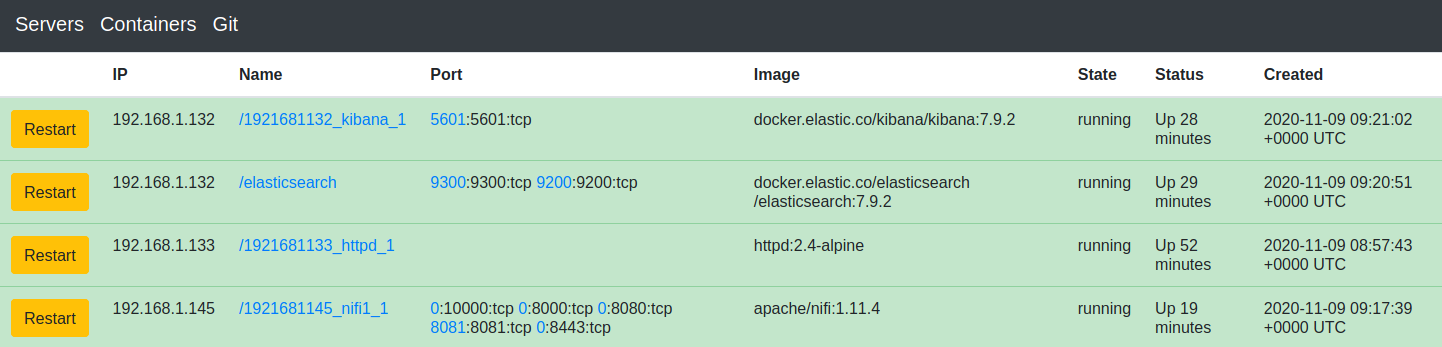 Servers Containers Git
IP Name Port Image State Status Created
Restart 192.168.1.132 /1921681132_kibana_1 5601:5601:tcp docker.elastic.co/kibana/kibana:7.9.2 running Up 28 2020-11-09 09:21:02
minutes +0000 UTC
Restart 192.168.1.132 /elasticsearch 9300:9300:tcp 9200:9200:tcp docker.elastic.co/elasticsearch running Up 29 2020-11-09 09:20:51
/elasticsearch:7.9.2 minutes +0000 UTC
Restart 192.168.1.133 /1921681133_httpd_1 httpd:2.4-alpine running Up 52 2020-11-09 08:57:43
minutes +0000 UTC
Restart 192.168.1.145 /1921681145_nifi1_1 0:10000:tcp 0:8000:tcp 0:8080:tcp apache/nifi:1.11.4 running Up 19 2020-11-09 09:17:39
8081:8081:tcp 0:8443:tcp minutes +0000 UTC